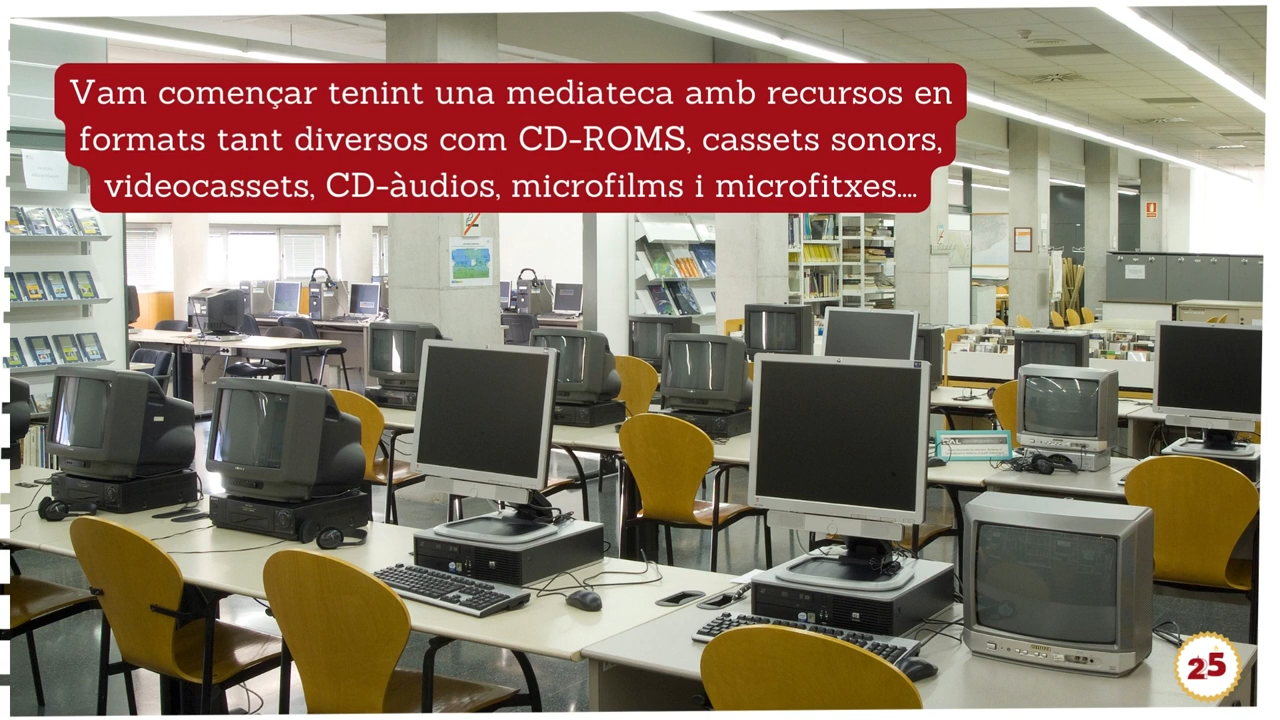 Vam començar tenint una mediateca amb recursos en
formats tant diversos com CD-ROMS, cassets sonors,
videocassets, CD-àudios, microfilms i microfitxes....
CAL
25